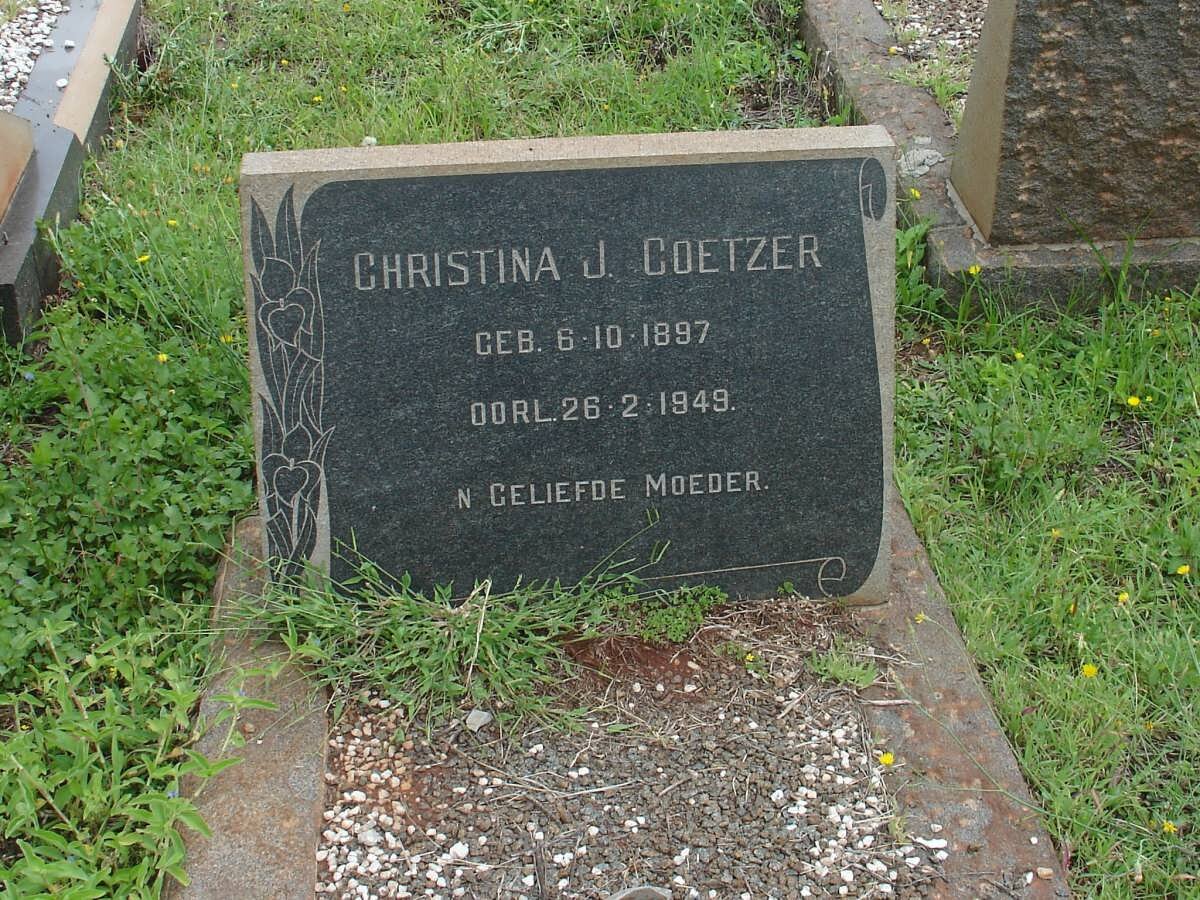 CHRISTINA J. COETZER
GEB. 6·10·1897
OORL. 26·2·1949.
N GELIEFDE MOEDER.